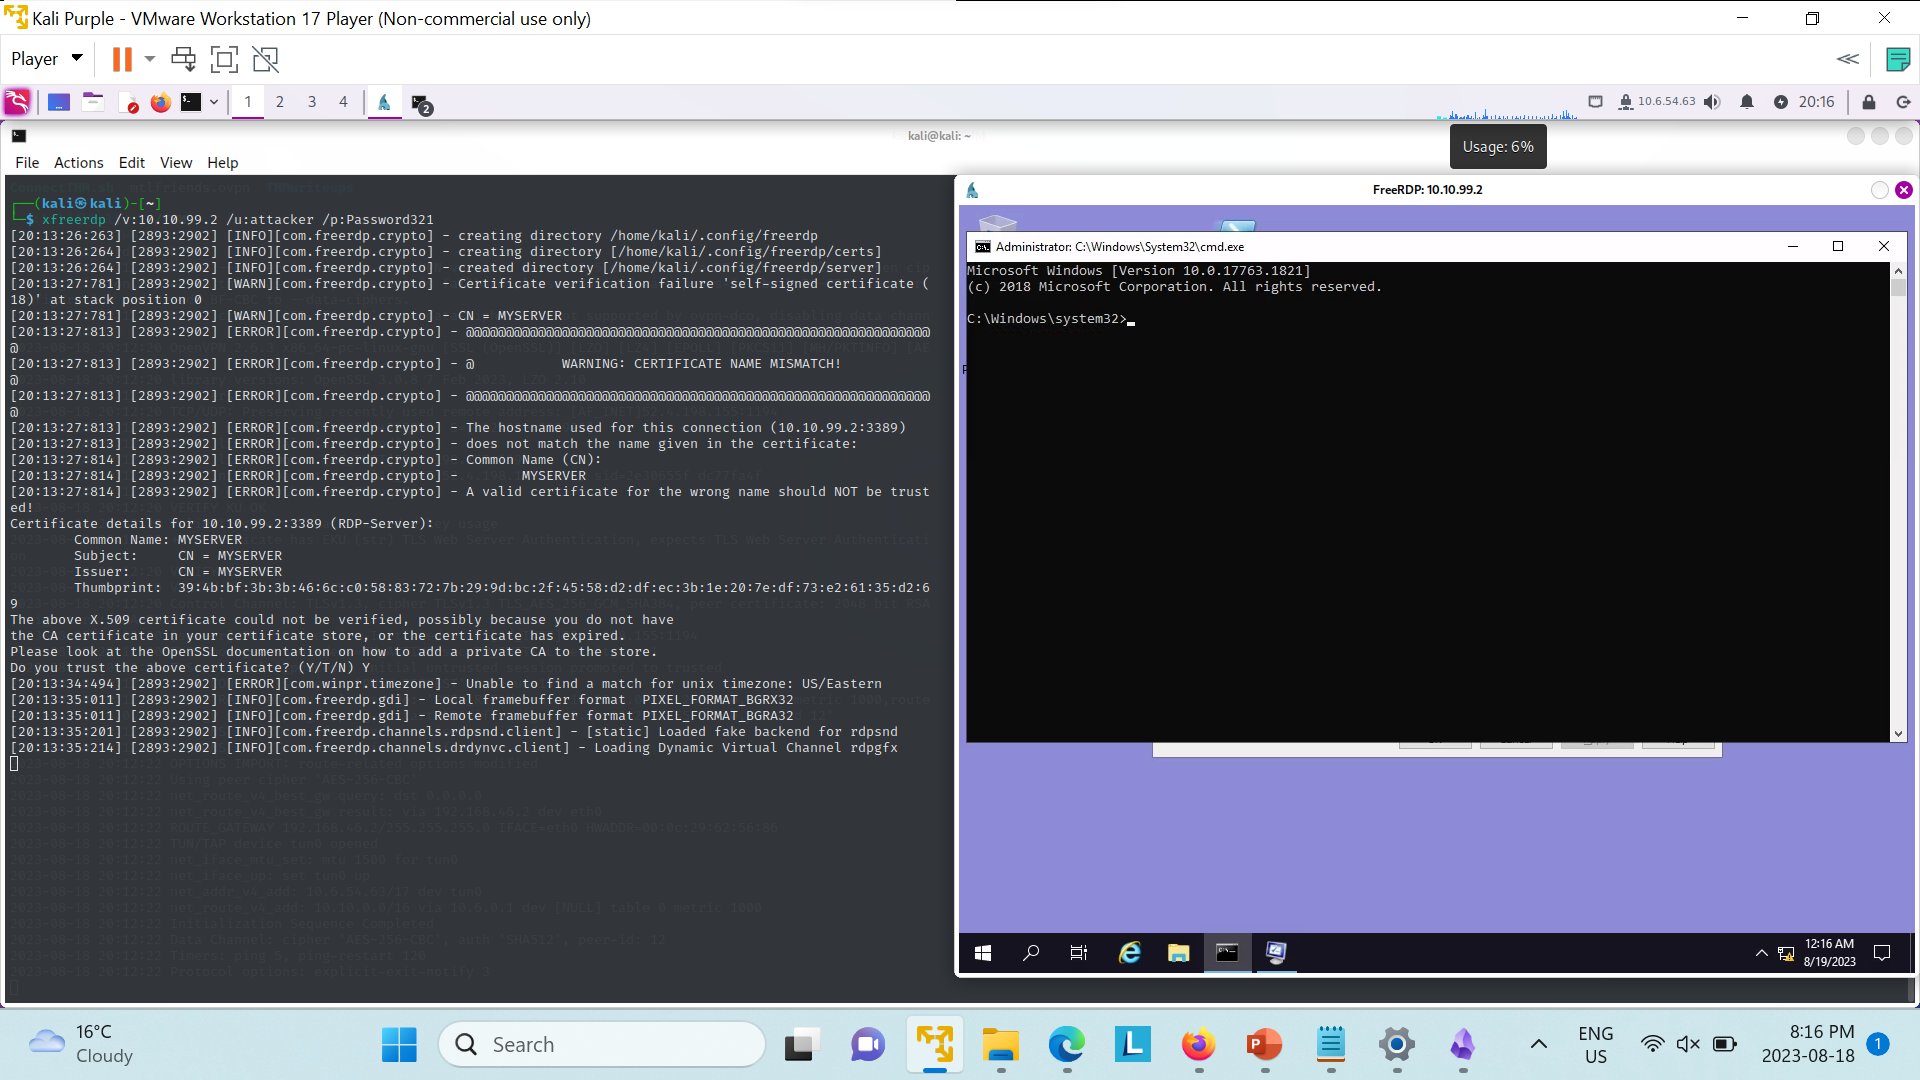 Kali Purple - VMware Workstation 17 Player (Non-commercial use only)
Player
1 2 3 4
2
10.6.54.63
20:16
kali@kali: ~
Usage: 6%
File Actions Edit View Help
┌──(kali㉿kali)-[~]
└─$ xfreerdp /v:10.10.99.2 /u:attacker /p:Password321
[20:13:26:263] [2893:2902] [INFO][com.freerdp.crypto] - creating directory /home/kali/.config/freerdp
[20:13:26:264] [2893:2902] [INFO][com.freerdp.crypto] - creating directory [/home/kali/.config/freerdp/certs]
[20:13:26:264] [2893:2902] [INFO][com.freerdp.crypto] - created directory [/home/kali/.config/freerdp/server]
[20:13:27:781] [2893:2902] [WARN][com.freerdp.crypto] - Certificate verification failure 'self-signed certificate (
18)' at stack position 0
[20:13:27:781] [2893:2902] [WARN][com.freerdp.crypto] - CN = MYSERVER
[20:13:27:813] [2893:2902] [ERROR][com.freerdp.crypto] - @@@@@@@@@@@@@@@@@@@@@@@@@@@@@@@@@@@@@@@@@@@@@@@@@@@@@@@@@@
@
[20:13:27:813] [2893:2902] [ERROR][com.freerdp.crypto] - @           WARNING: CERTIFICATE NAME MISMATCH!
@
[20:13:27:813] [2893:2902] [ERROR][com.freerdp.crypto] - @@@@@@@@@@@@@@@@@@@@@@@@@@@@@@@@@@@@@@@@@@@@@@@@@@@@@@@@@@
@
[20:13:27:813] [2893:2902] [ERROR][com.freerdp.crypto] - The hostname used for this connection (10.10.99.2:3389)
[20:13:27:813] [2893:2902] [ERROR][com.freerdp.crypto] - does not match the name given in the certificate:
[20:13:27:814] [2893:2902] [ERROR][com.freerdp.crypto] - Common Name (CN):
[20:13:27:814] [2893:2902] [ERROR][com.freerdp.crypto] -        MYSERVER
[20:13:27:814] [2893:2902] [ERROR][com.freerdp.crypto] - A valid certificate for the wrong name should NOT be trust
ed!
Certificate details for 10.10.99.2:3389 (RDP-Server):
Common Name: MYSERVER
Subject:     CN = MYSERVER
Issuer:      CN = MYSERVER
Thumbprint:  39:4b:bf:3b:3b:46:6c:c0:58:83:72:7b:29:9d:bc:2f:45:58:d2:df:ec:3b:1e:20:7e:df:73:e2:61:35:d2:6
9
The above X.509 certificate could not be verified, possibly because you do not have
the CA certificate in your certificate store, or the certificate has expired.
Please look at the OpenSSL documentation on how to add a private CA to the store.
Do you trust the above certificate? (Y/T/N) Y
[20:13:34:494] [2893:2902] [ERROR][com.winpr.timezone] - Unable to find a match for unix timezone: US/Eastern
[20:13:35:011] [2893:2902] [INFO][com.freerdp.gdi] - Local framebuffer format  PIXEL_FORMAT_BGRX32
[20:13:35:011] [2893:2902] [INFO][com.freerdp.gdi] - Remote framebuffer format PIXEL_FORMAT_BGRA32
[20:13:35:201] [2893:2902] [INFO][com.freerdp.channels.rdpsnd.client] - [static] Loaded fake backend for rdpsnd
[20:13:35:214] [2893:2902] [INFO][com.freerdp.channels.drdynvc.client] - Loading Dynamic Virtual Channel rdpgfx
FreeRDP: 10.10.99.2
Administrator: C:\Windows\System32\cmd.exe
Microsoft Windows [Version 10.0.17763.1821]
(c) 2018 Microsoft Corporation. All rights reserved.
C:\Windows\system32>
12:16 AM
8/19/2023
16°C
Cloudy
Search
ENG
US
8:16 PM
2023-08-18
1